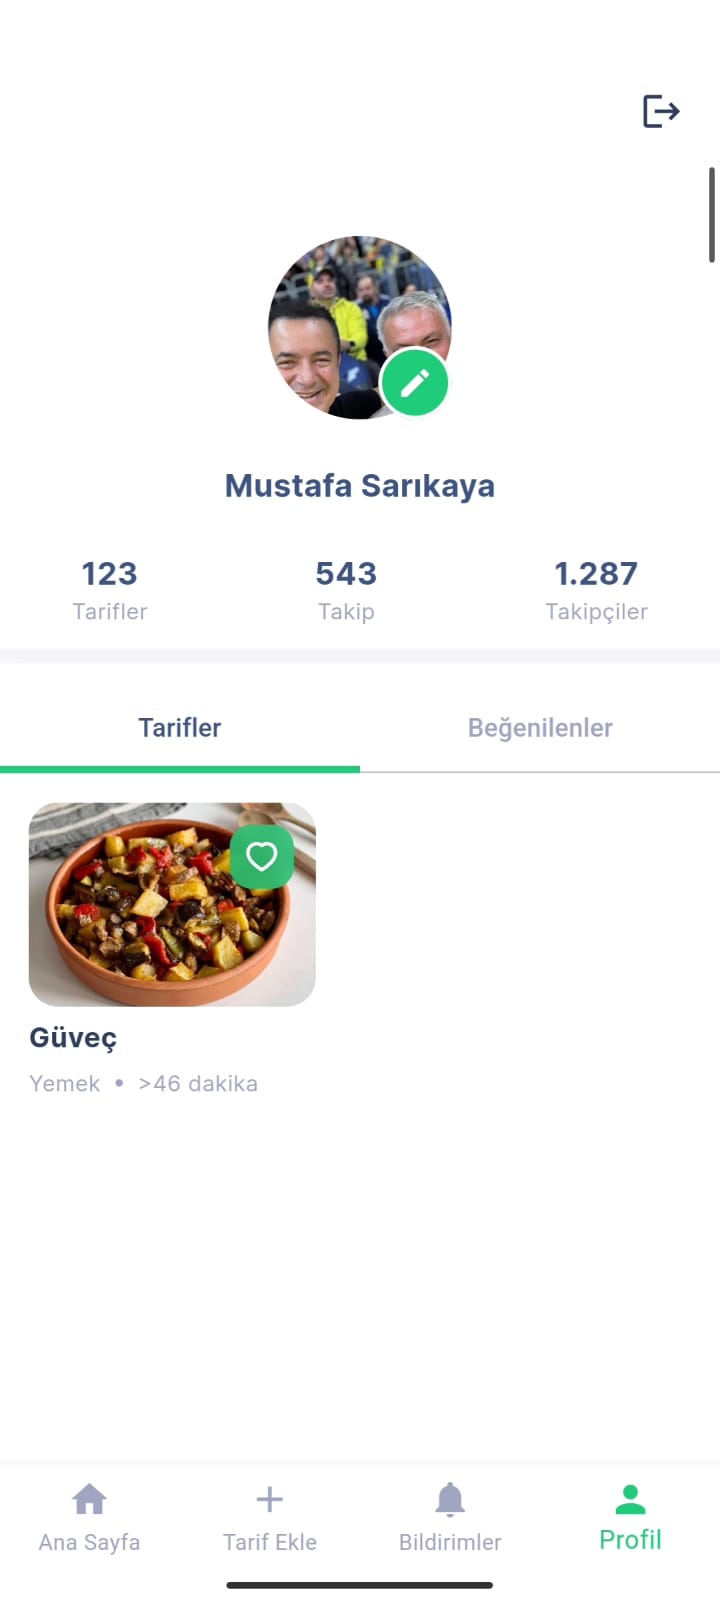 Mustafa Sarıkaya
123 543 1.287
Tarifler Takip Takipçiler
Tarifler Beğenilenler
Güveç
Yemek • >46 dakika
Ana Sayfa Tarif Ekle Bildirimler Profil